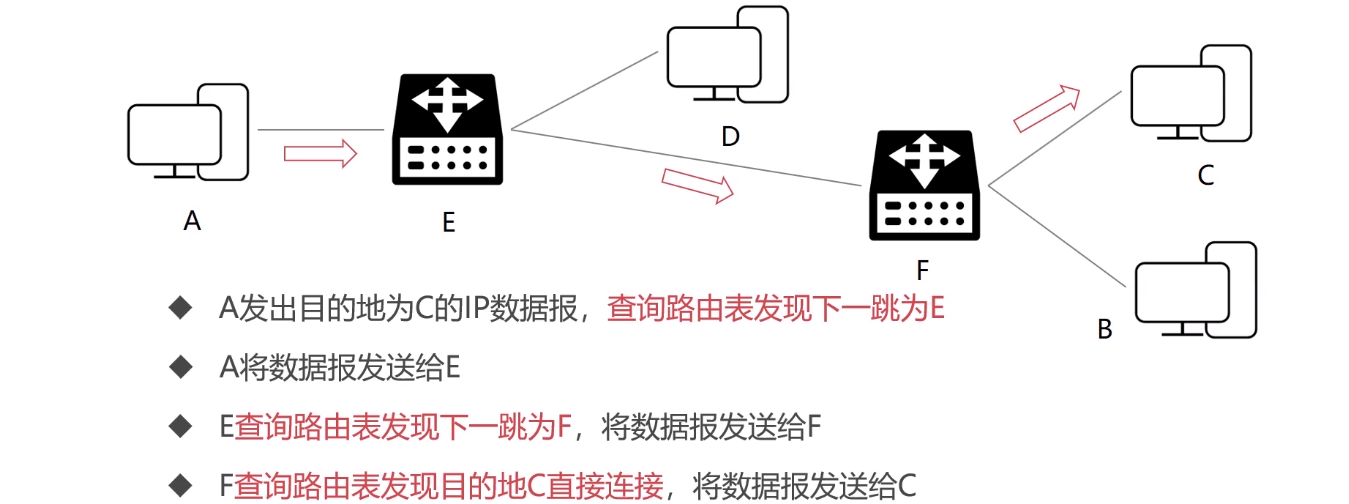 D
C
A
E
F
B
◆ A发出目的地为C的IP数据报，查询路由表发现下一跳为E
◆ A将数据报发送给E
◆ E查询路由表发现下一跳为F，将数据报发送给F
◆ F查询路由表发现目的地C直接连接，将数据报发送给C